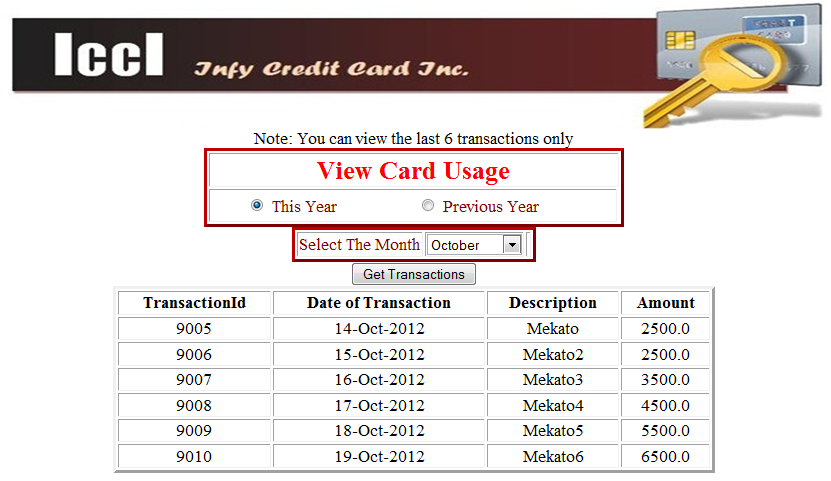 IccI Infy Credit Card Inc.
Note: You can view the last 6 transactions only
View Card Usage
This Year Previous Year
Select The Month October
Get Transactions
TransactionId Date of Transaction Description Amount
9005 14-Oct-2012 Mekato 2500.0
9006 15-Oct-2012 Mekato2 2500.0
9007 16-Oct-2012 Mekato3 3500.0
9008 17-Oct-2012 Mekato4 4500.0
9009 18-Oct-2012 Mekato5 5500.0
9010 19-Oct-2012 Mekato6 6500.0